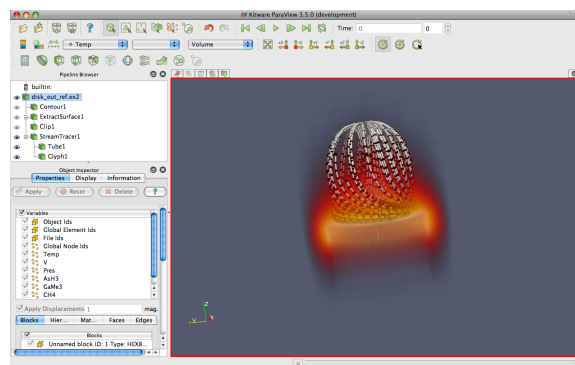 Kitware ParaView 3.5.0 (development)
Time: 0 0
Temp Volume
Pipeline Browser
builtin:
disk_out_ref.ex2
Contour1
ExtractSurface1
Clip1
StreamTracer1
Tube1
Glyph1
Object Inspector
Properties Display Information
Apply Reset Delete ?
Variables
Object Ids
Global Element Ids
File Ids
Global Node Ids
Temp
V
Pres
AsH3
GaMe3
CH4
Apply Displacements 1 mag.
Blocks Hier... Mat... Faces Edges
Blocks
Unnamed block ID: 1 Type: HEX8...
Z
Y X